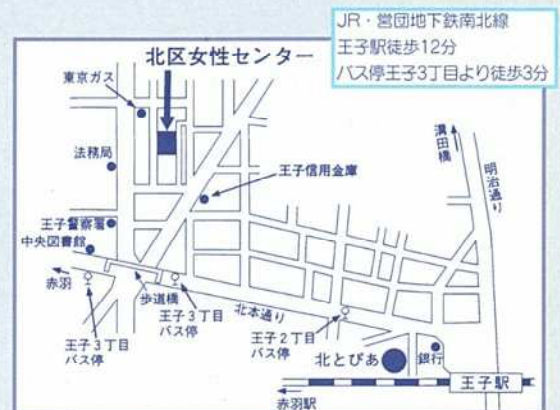 JR・営団地下鉄南北線
王子駅徒歩12分
バス停王子3丁目より徒歩3分
北区女性センター
東京ガス
法務局
溝田橋
明治通り
王子信用金庫
王子警察署
中央図書館
赤羽
歩道橋
王子3丁目
バス停
王子3丁目
バス停
北本通り
王子2丁目
バス停
北とぴあ
銀行
王子駅
赤羽駅